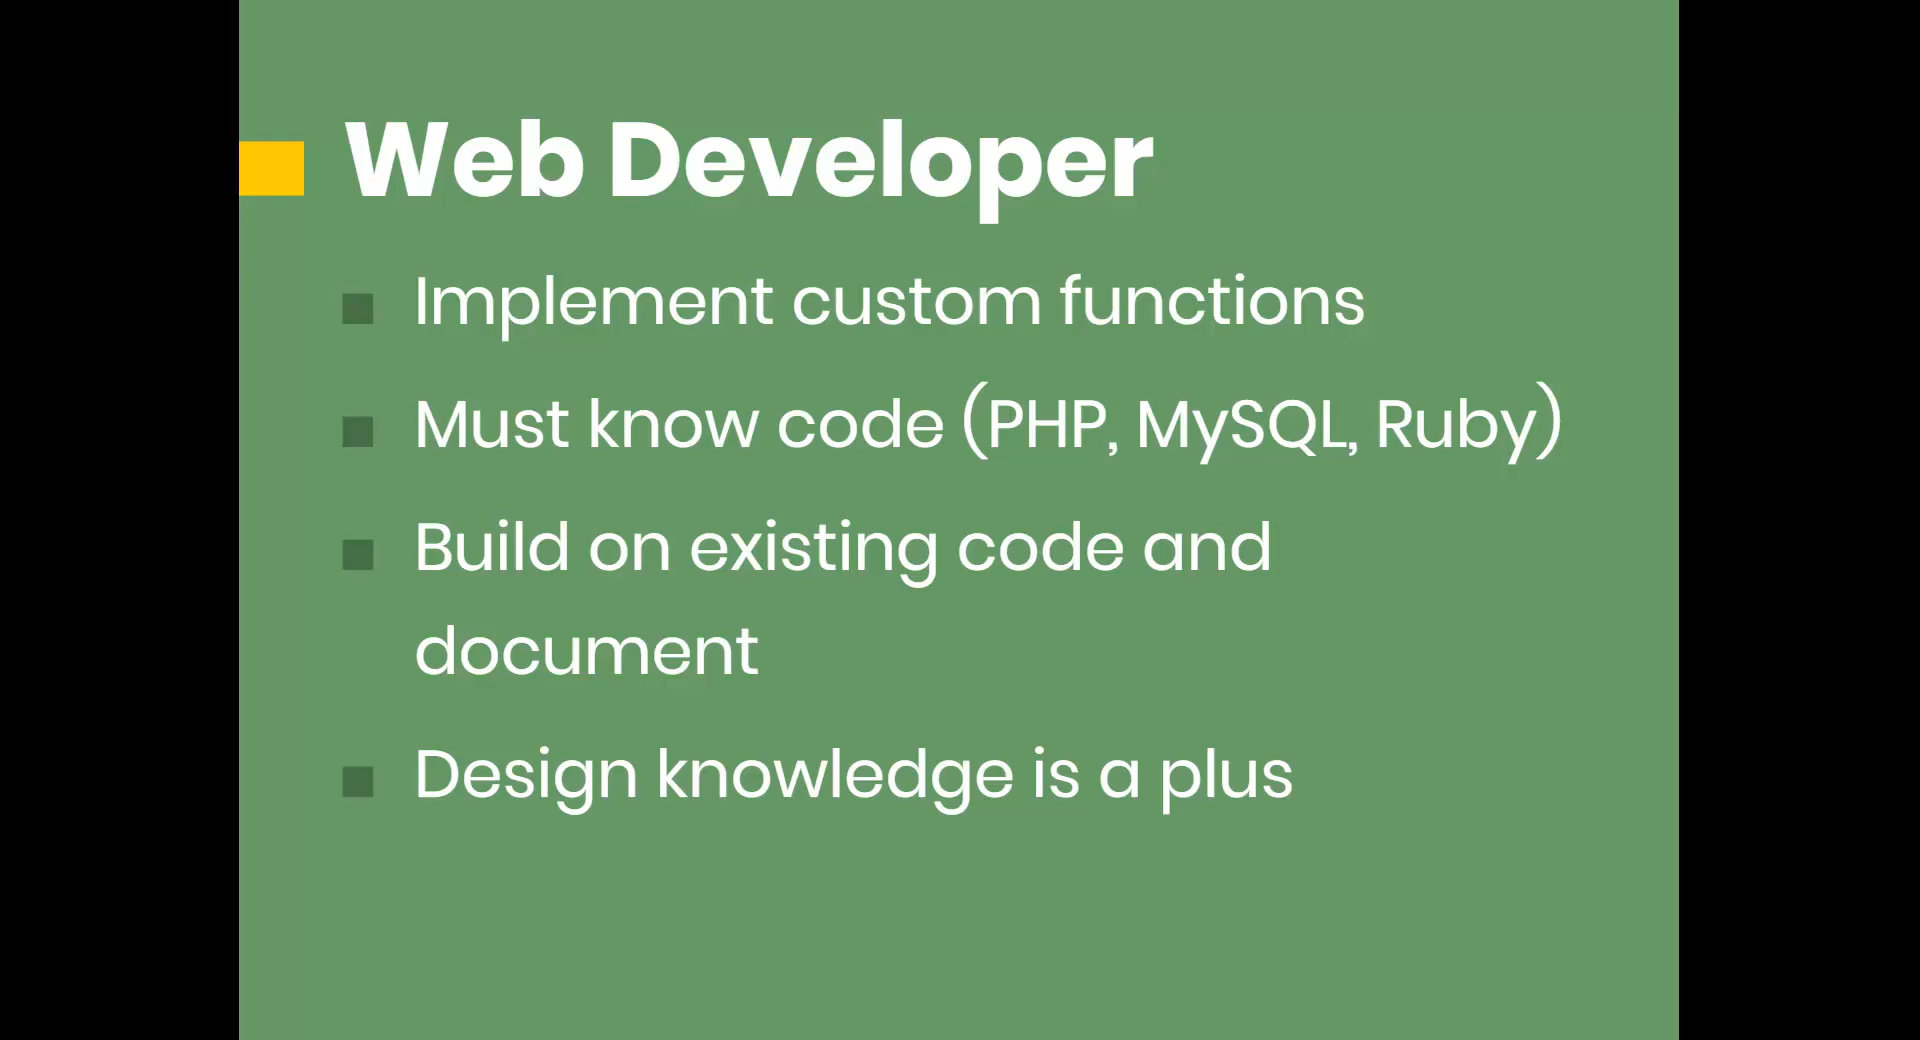 Web Developer
Implement custom functions
Must know code (PHP, MySQL, Ruby)
Build on existing code and
document
Design knowledge is a plus